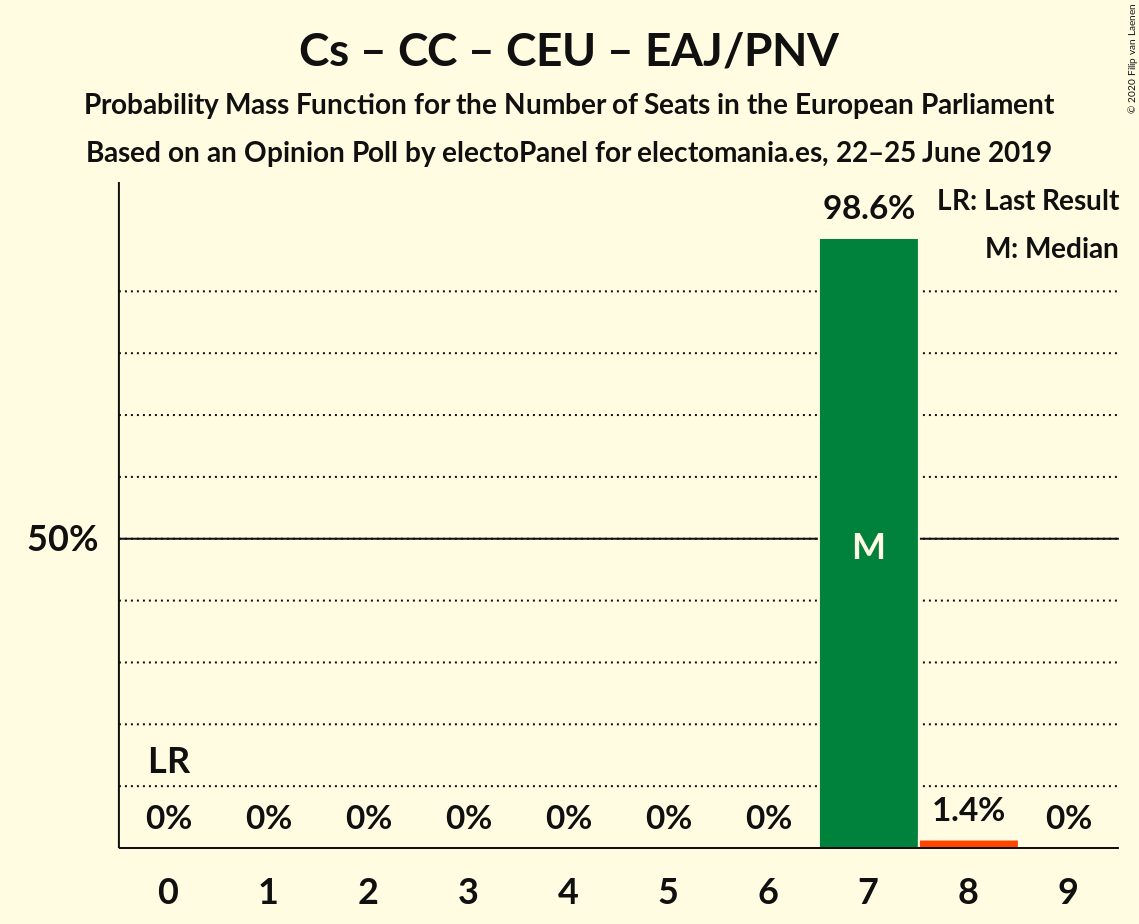 Cs – CC – CEU – EAJ/PNV
Probability Mass Function for the Number of Seats in the European Parliament
Based on an Opinion Poll by electoPanel for electomania.es, 22–25 June 2019
© 2020 Filip van Laenen
LR: Last Result
M: Median
98.6%
50%
M
LR
0% 0% 0% 0% 0% 0% 0% 1.4% 0%
0 1 2 3 4 5 6 7 8 9